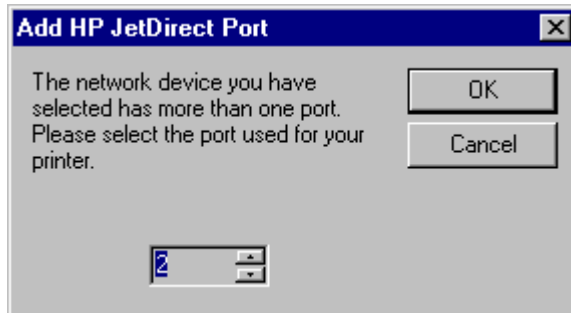 Add HP JetDirect Port
The network device you have
selected has more than one port.
Please select the port used for your
printer.
OK
Cancel
2